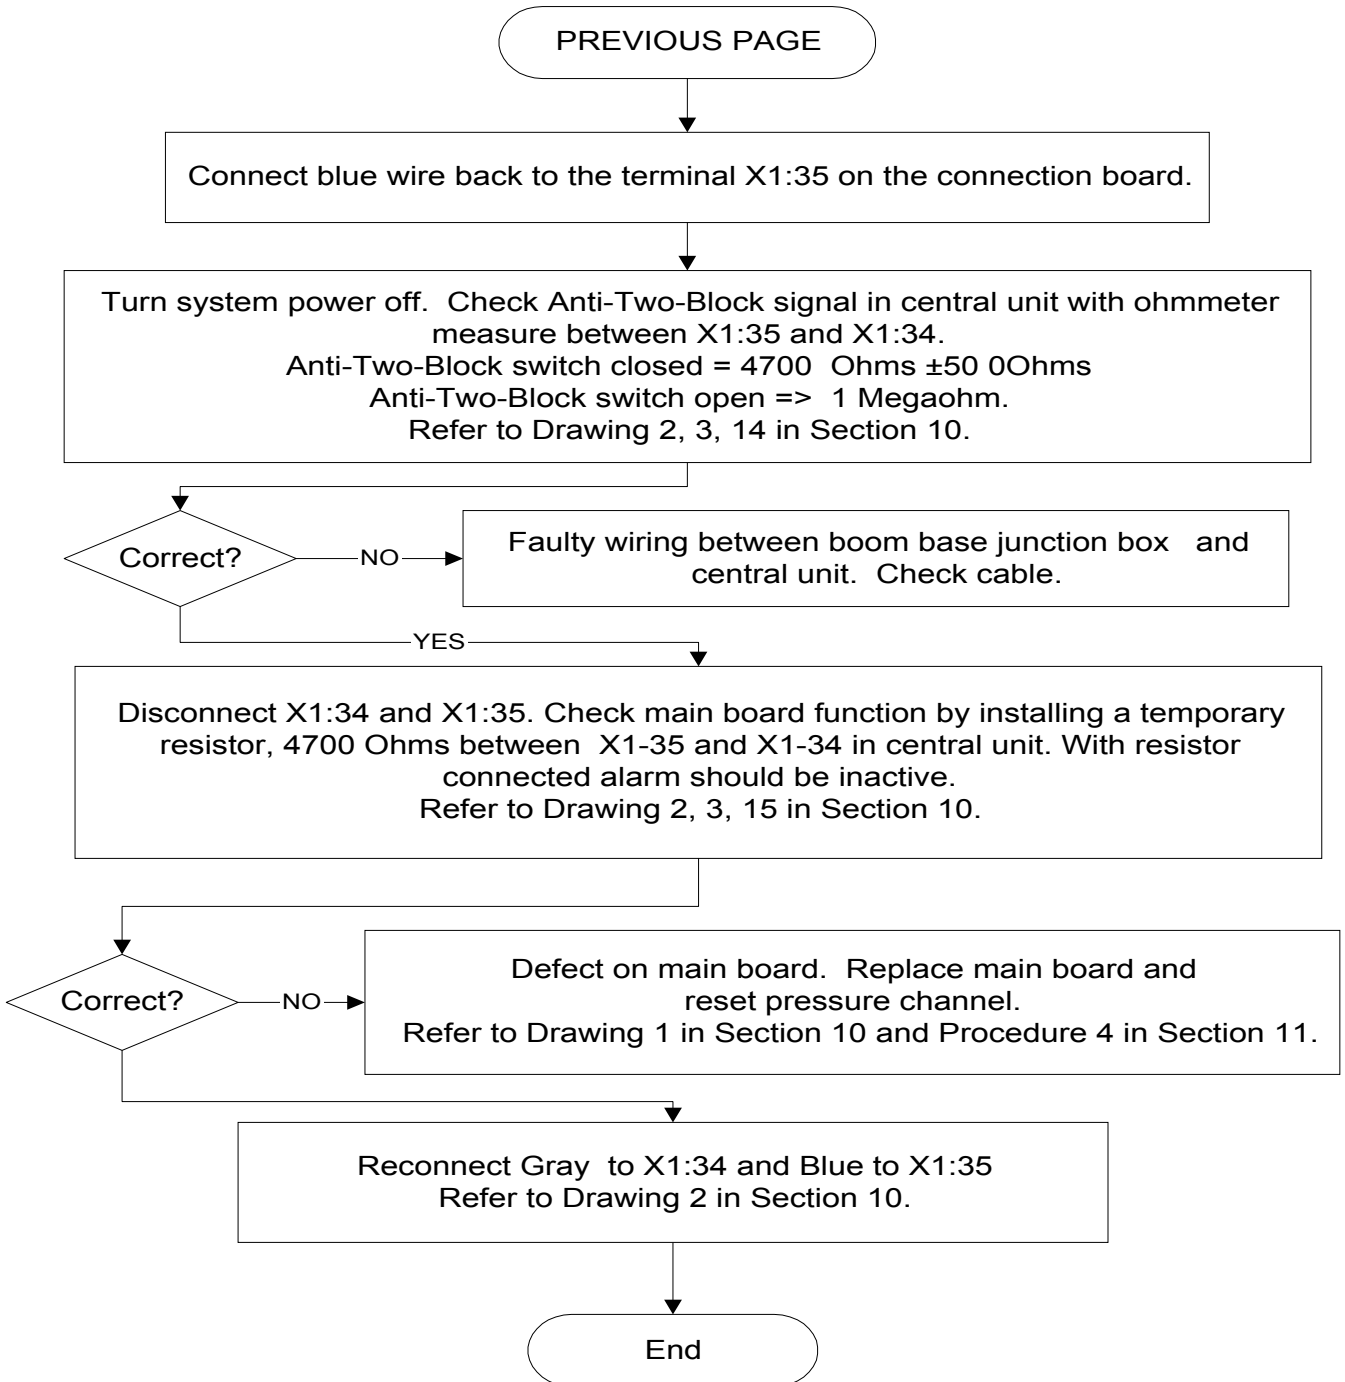 PREVIOUS PAGE
Connect blue wire back to the terminal X1:35 on the connection board.
Turn system power off.  Check Anti-Two-Block signal in central unit with ohmmeter
measure between X1:35 and X1:34.
Anti-Two-Block switch closed = 4700  Ohms ±50 0Ohms
Anti-Two-Block switch open =>  1 Megaohm.
Refer to Drawing 2, 3, 14 in Section 10.
Correct?
NO
Faulty wiring between boom base junction box   and
central unit.  Check cable.
YES
Disconnect X1:34 and X1:35. Check main board function by installing a temporary
resistor, 4700 Ohms between  X1-35 and X1-34 in central unit. With resistor
connected alarm should be inactive.
Refer to Drawing 2, 3, 15 in Section 10.
Correct?
NO
Defect on main board.  Replace main board and
reset pressure channel.
Refer to Drawing 1 in Section 10 and Procedure 4 in Section 11.
Reconnect Gray  to X1:34 and Blue to X1:35
Refer to Drawing 2 in Section 10.
End